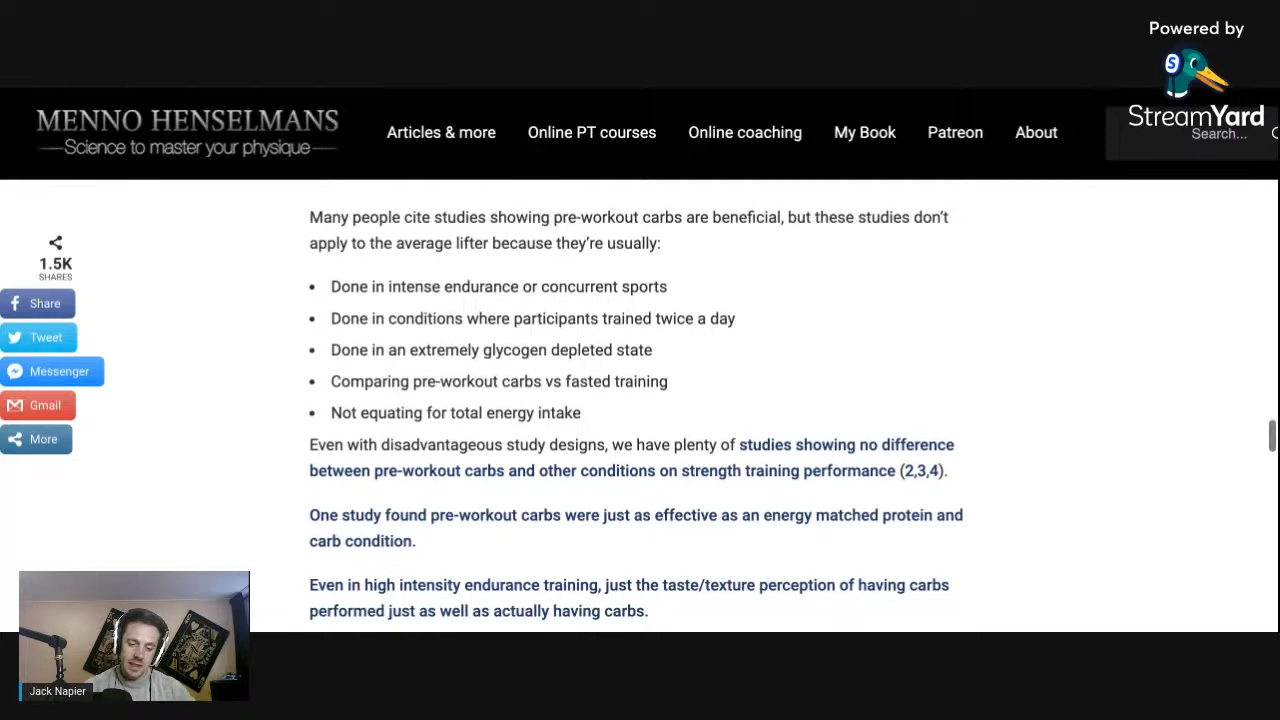 Powered by
StreamYard
MENNO HENSELMANS
Science to master your physique
Articles & more
Online PT courses
Online coaching
My Book
Patreon
About
Search...
Many people cite studies showing pre-workout carbs are beneficial, but these studies don't
apply to the average lifter because they're usually:
1.5K
SHARES
Share
Tweet
Messenger
Gmail
More
• Done in intense endurance or concurrent sports
• Done in conditions where participants trained twice a day
• Done in an extremely glycogen depleted state
• Comparing pre-workout carbs vs fasted training
• Not equating for total energy intake
Even with disadvantageous study designs, we have plenty of studies showing no difference
between pre-workout carbs and other conditions on strength training performance (2,3,4).
One study found pre-workout carbs were just as effective as an energy matched protein and
carb condition.
Even in high intensity endurance training, just the taste/texture perception of having carbs
performed just as well as actually having carbs.
Jack Napier